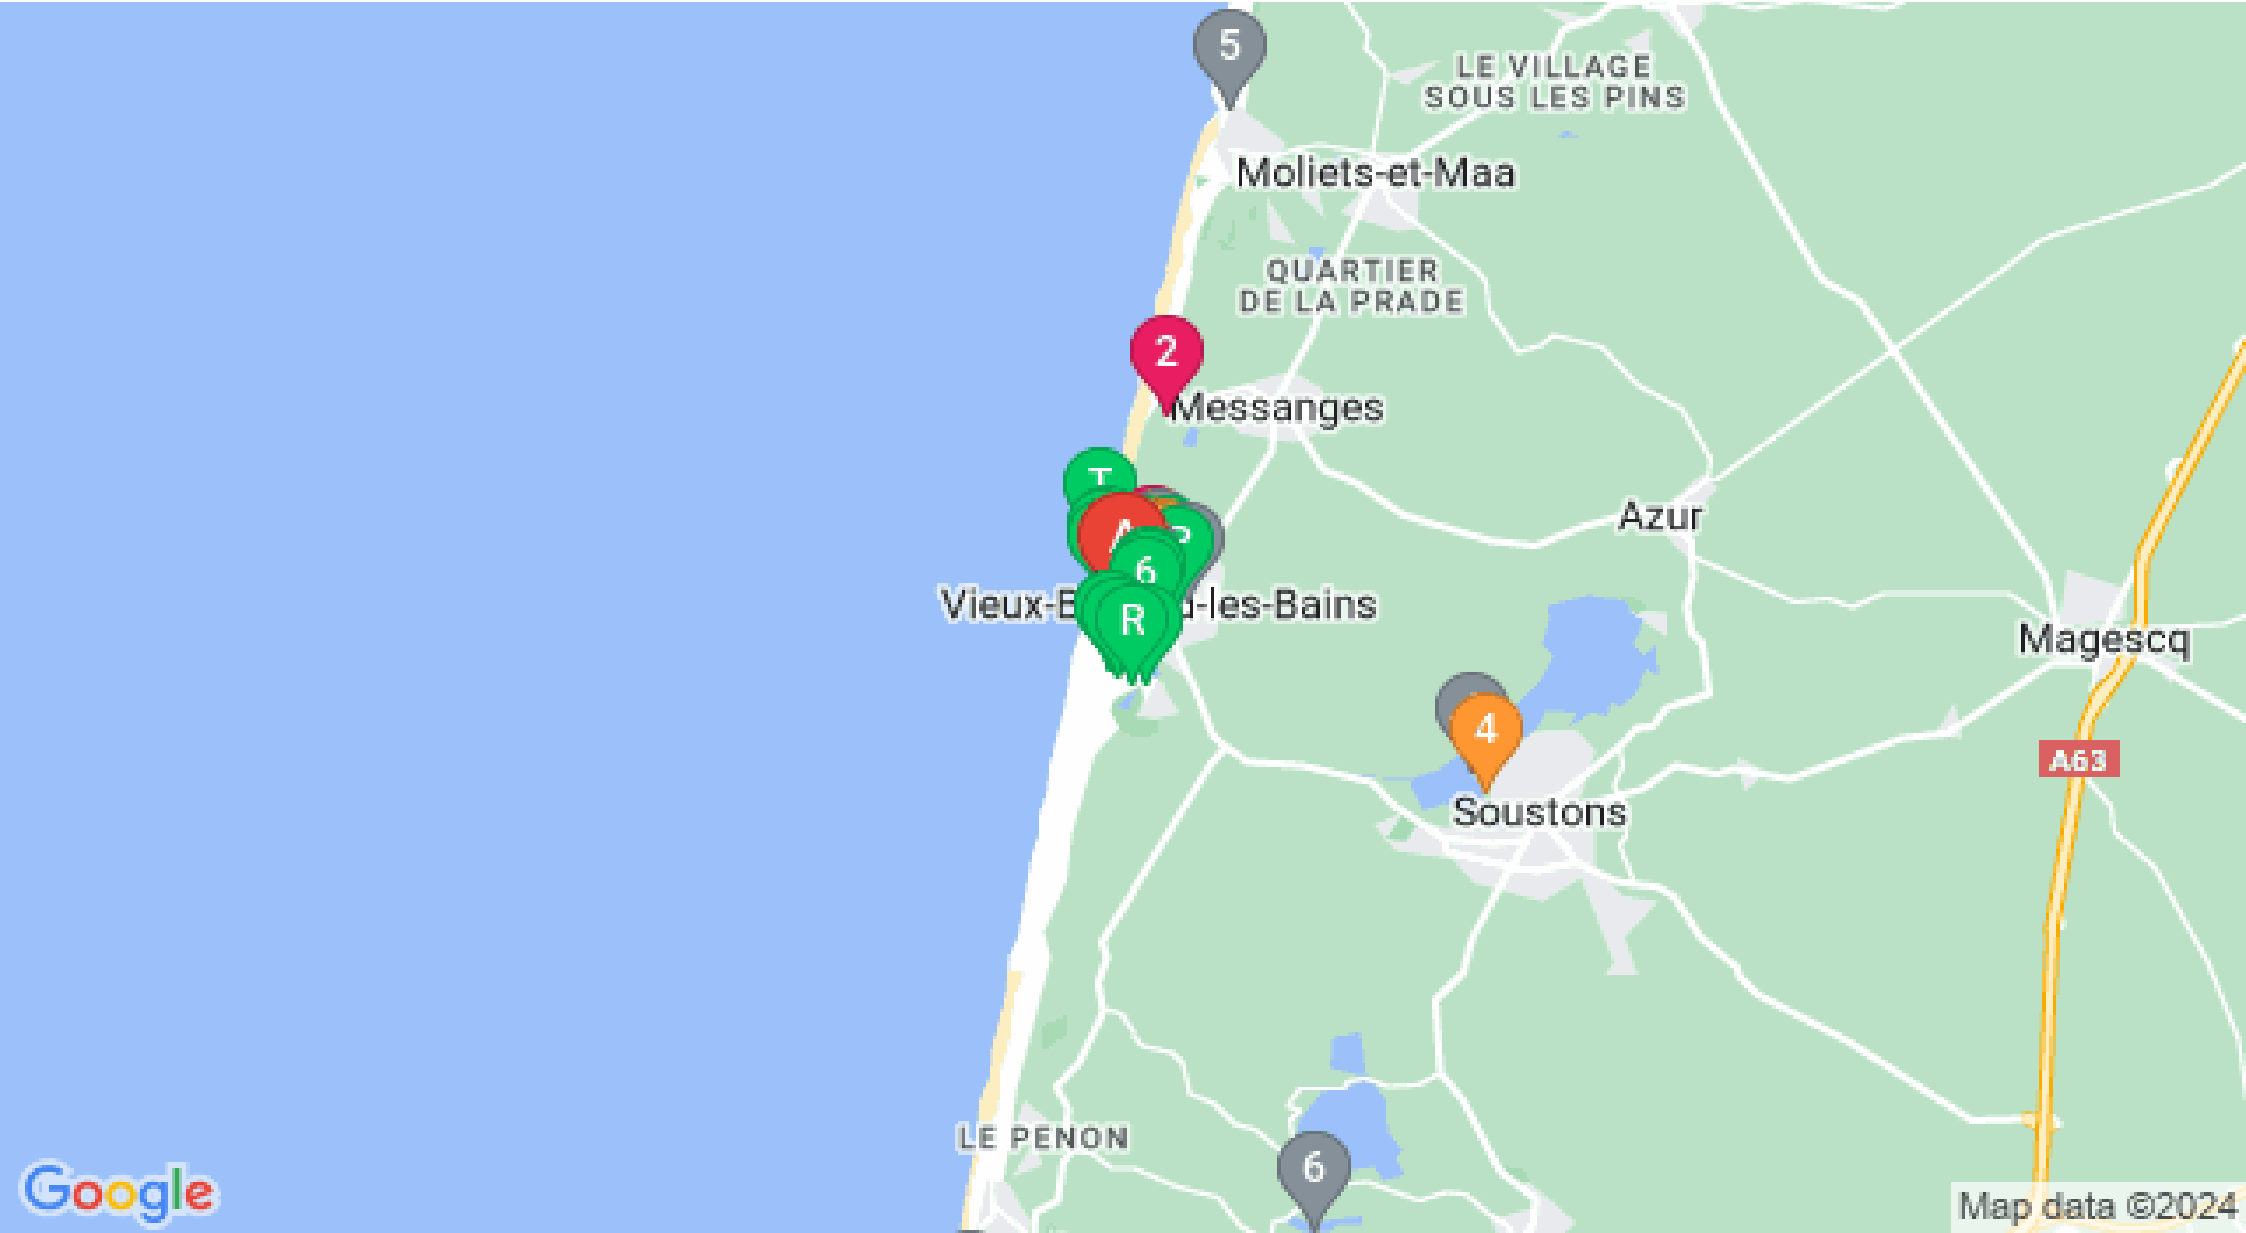 5
LE VILLAGE
SOUS LES PINS
Moliets-et-Maa
QUARTIER
DE LA PRADE
2
Messanges
T
A
Azur
6
Vieux-B
d-les-Bains
R
Magescq
4
A63
Soustons
LE PENON
6
Google
Map data ©2024